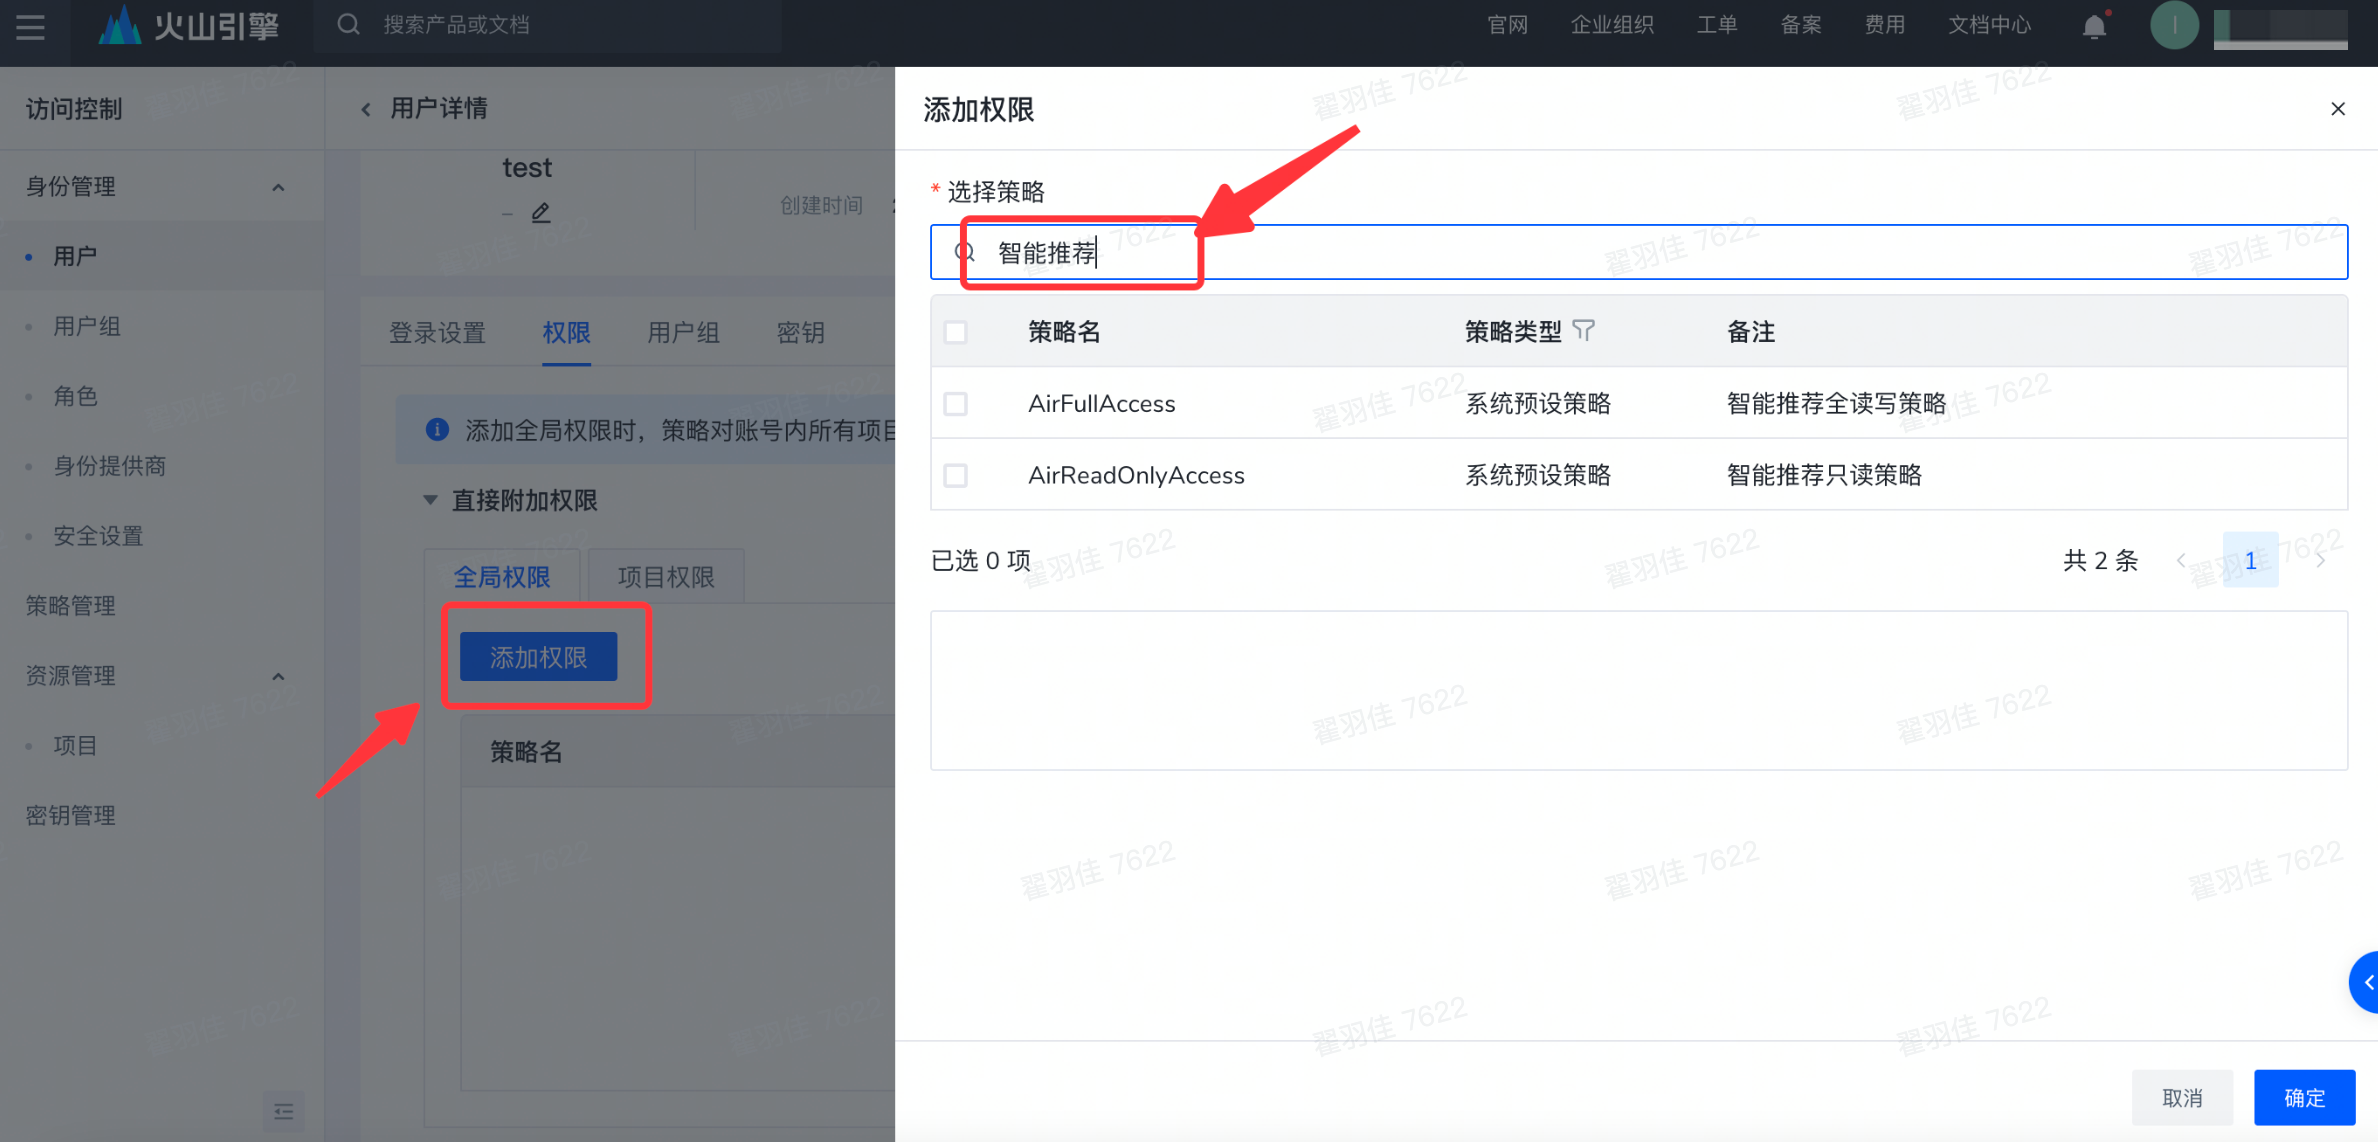 火山引擎
搜索产品或文档
官网
企业组织
工单
备案
费用
文档中心
访问控制
身份管理
用户
用户组
角色
身份提供商
安全设置
策略管理
资源管理
项目
密钥管理
用户详情
test
–
创建时间
登录设置
权限
用户组
密钥
添加全局权限时，策略对账号内所有项目
直接附加权限
全局权限
项目权限
添加权限
策略名
添加权限
* 选择策略
智能推荐
策略名 策略类型 备注
AirFullAccess 系统预设策略 智能推荐全读写策略
AirReadOnlyAccess 系统预设策略 智能推荐只读策略
已选 0 项
共 2 条
1
取消
确定
翟羽佳 7622